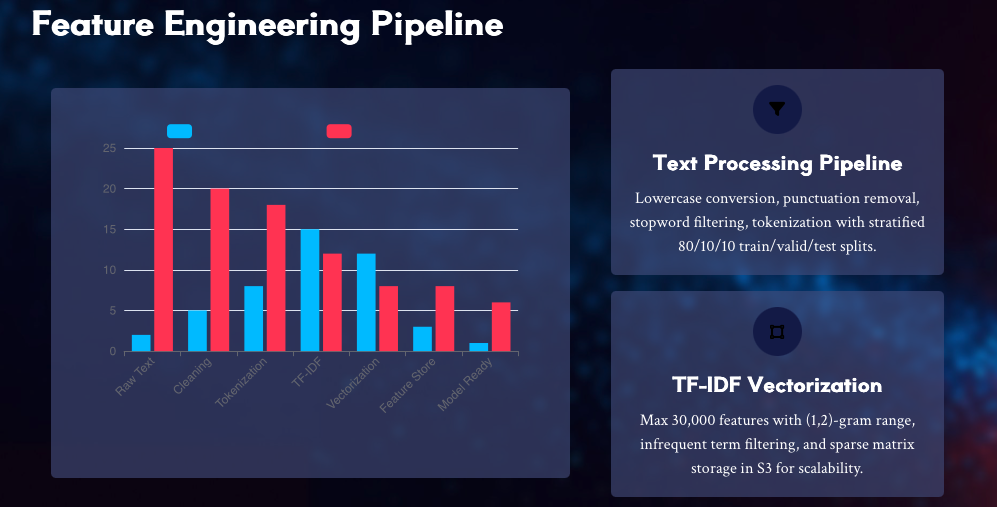 Feature Engineering Pipeline
25
20
15
10
5
0
Raw Text
Cleaning
Tokenization
TF-IDF
Vectorization
Feature Store
Model Ready
Text Processing Pipeline
Lowercase conversion, punctuation removal,
stopword filtering, tokenization with stratified
80/10/10 train/valid/test splits.
TF-IDF Vectorization
Max 30,000 features with (1,2)-gram range,
infrequent term filtering, and sparse matrix
storage in S3 for scalability.